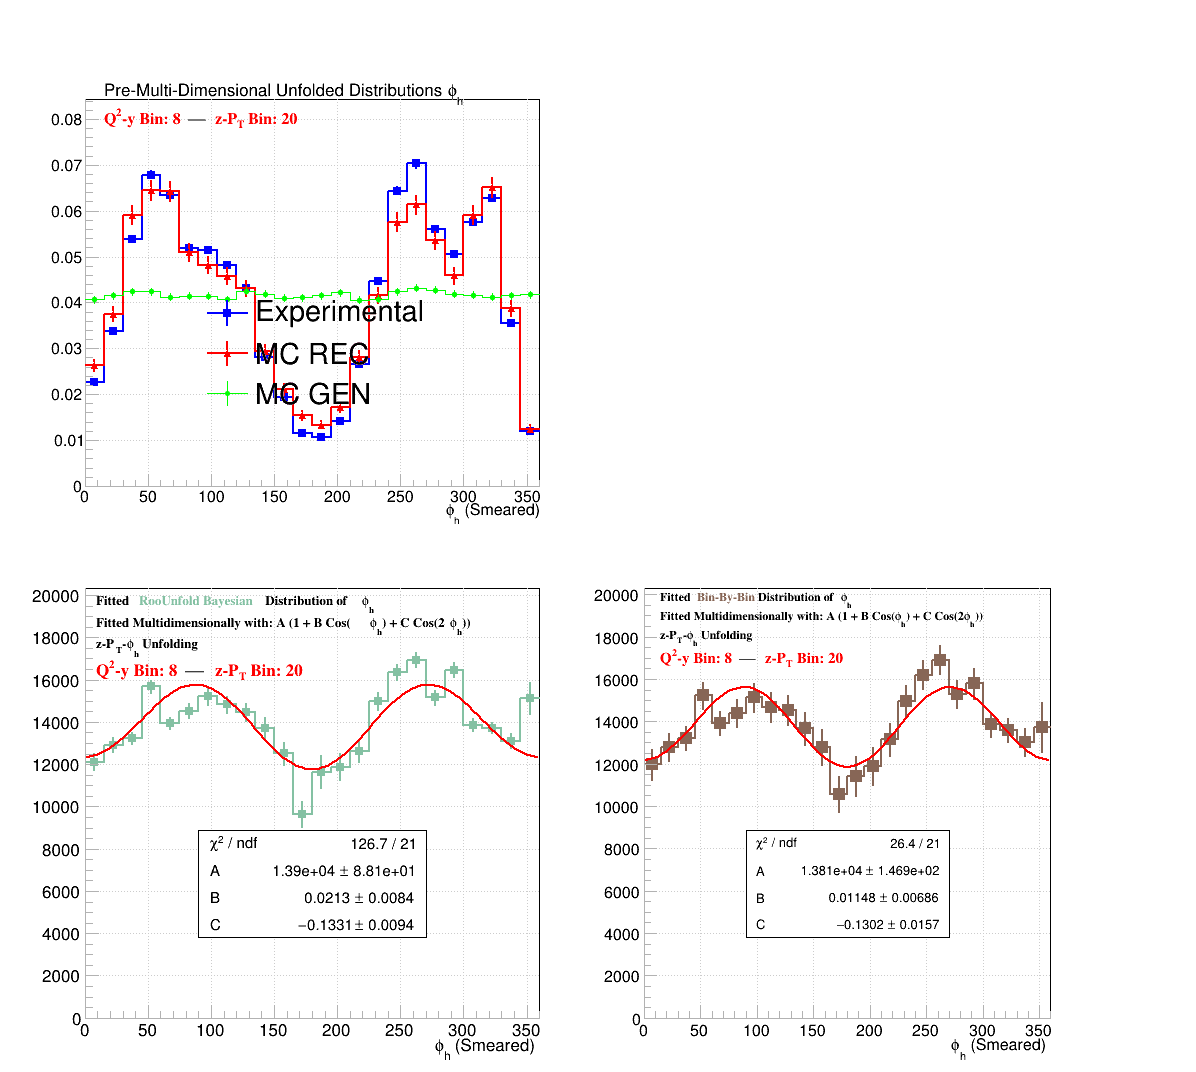 Pre-Multi-Dimensional Unfolded Distributions ϕh
Q²-y Bin: 8 — z-PT Bin: 20
0.08
0.07
0.06
0.05
0.04
0.03
0.02
0.01
0
Experimental
MC REC
MC GEN
0 50 100 150 200 250 300 350
ϕh (Smeared)
Fitted RooUnfold Bayesian Distribution of ϕh
Fitted Multidimensionally with: A (1 + B Cos( ϕh) + C Cos(2 ϕh))
z-PT-ϕh Unfolding
Q²-y Bin: 8 — z-PT Bin: 20
20000
18000
16000
14000
12000
10000
8000
6000
4000
2000
0
χ² / ndf 126.7 / 21
A 1.39e+04 ± 8.81e+01
B 0.0213 ± 0.0084
C −0.1331 ± 0.0094
0 50 100 150 200 250 300 350
ϕh (Smeared)
Fitted Bin-By-Bin Distribution of ϕh
Fitted Multidimensionally with: A (1 + B Cos(ϕh) + C Cos(2ϕh))
z-PT-ϕh Unfolding
Q²-y Bin: 8 — z-PT Bin: 20
20000
18000
16000
14000
12000
10000
8000
6000
4000
2000
0
χ² / ndf 26.4 / 21
A 1.381e+04 ± 1.469e+02
B 0.01148 ± 0.00686
C −0.1302 ± 0.0157
0 50 100 150 200 250 300 350
ϕh (Smeared)